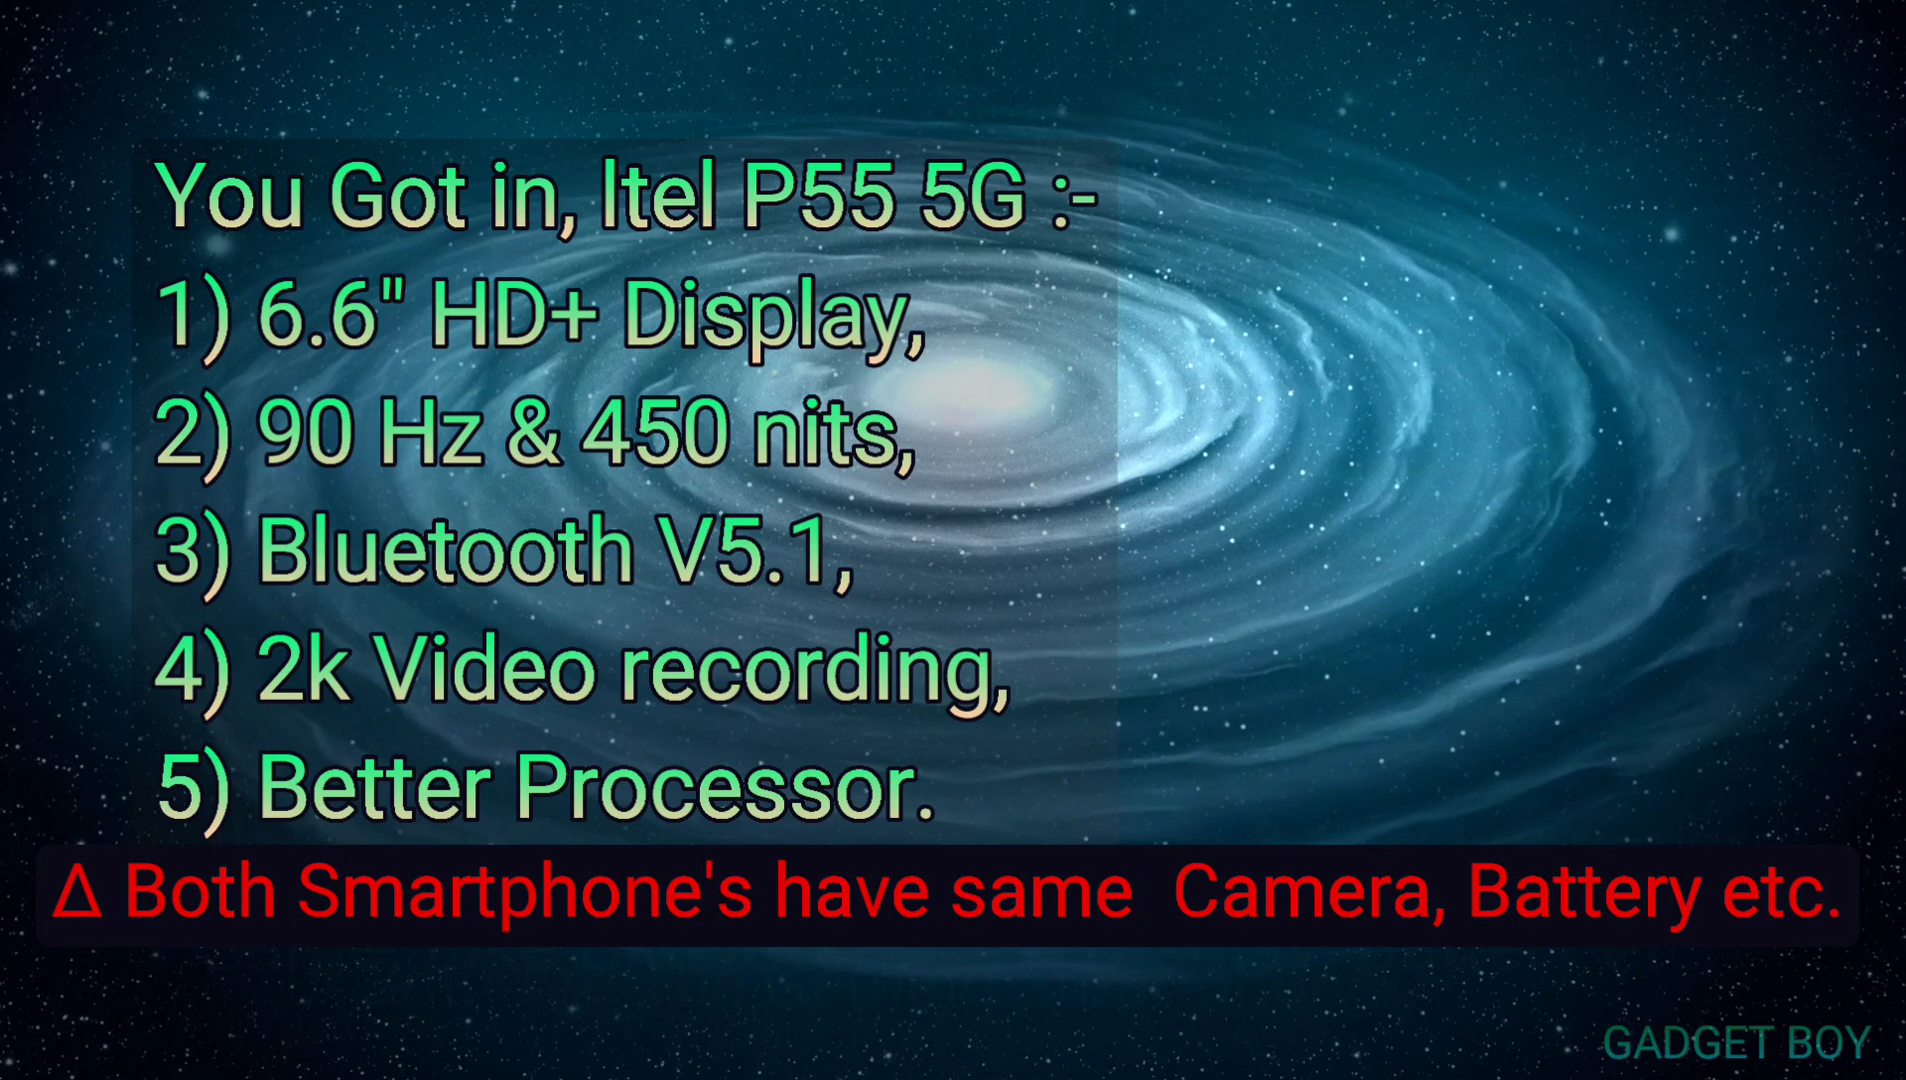 You Got in, Itel P55 5G :-
1) 6.6" HD+ Display,
2) 90 Hz & 450 nits,
3) Bluetooth V5.1,
4) 2k Video recording,
5) Better Processor.
Δ Both Smartphone's have same  Camera, Battery etc.
GADGET BOY